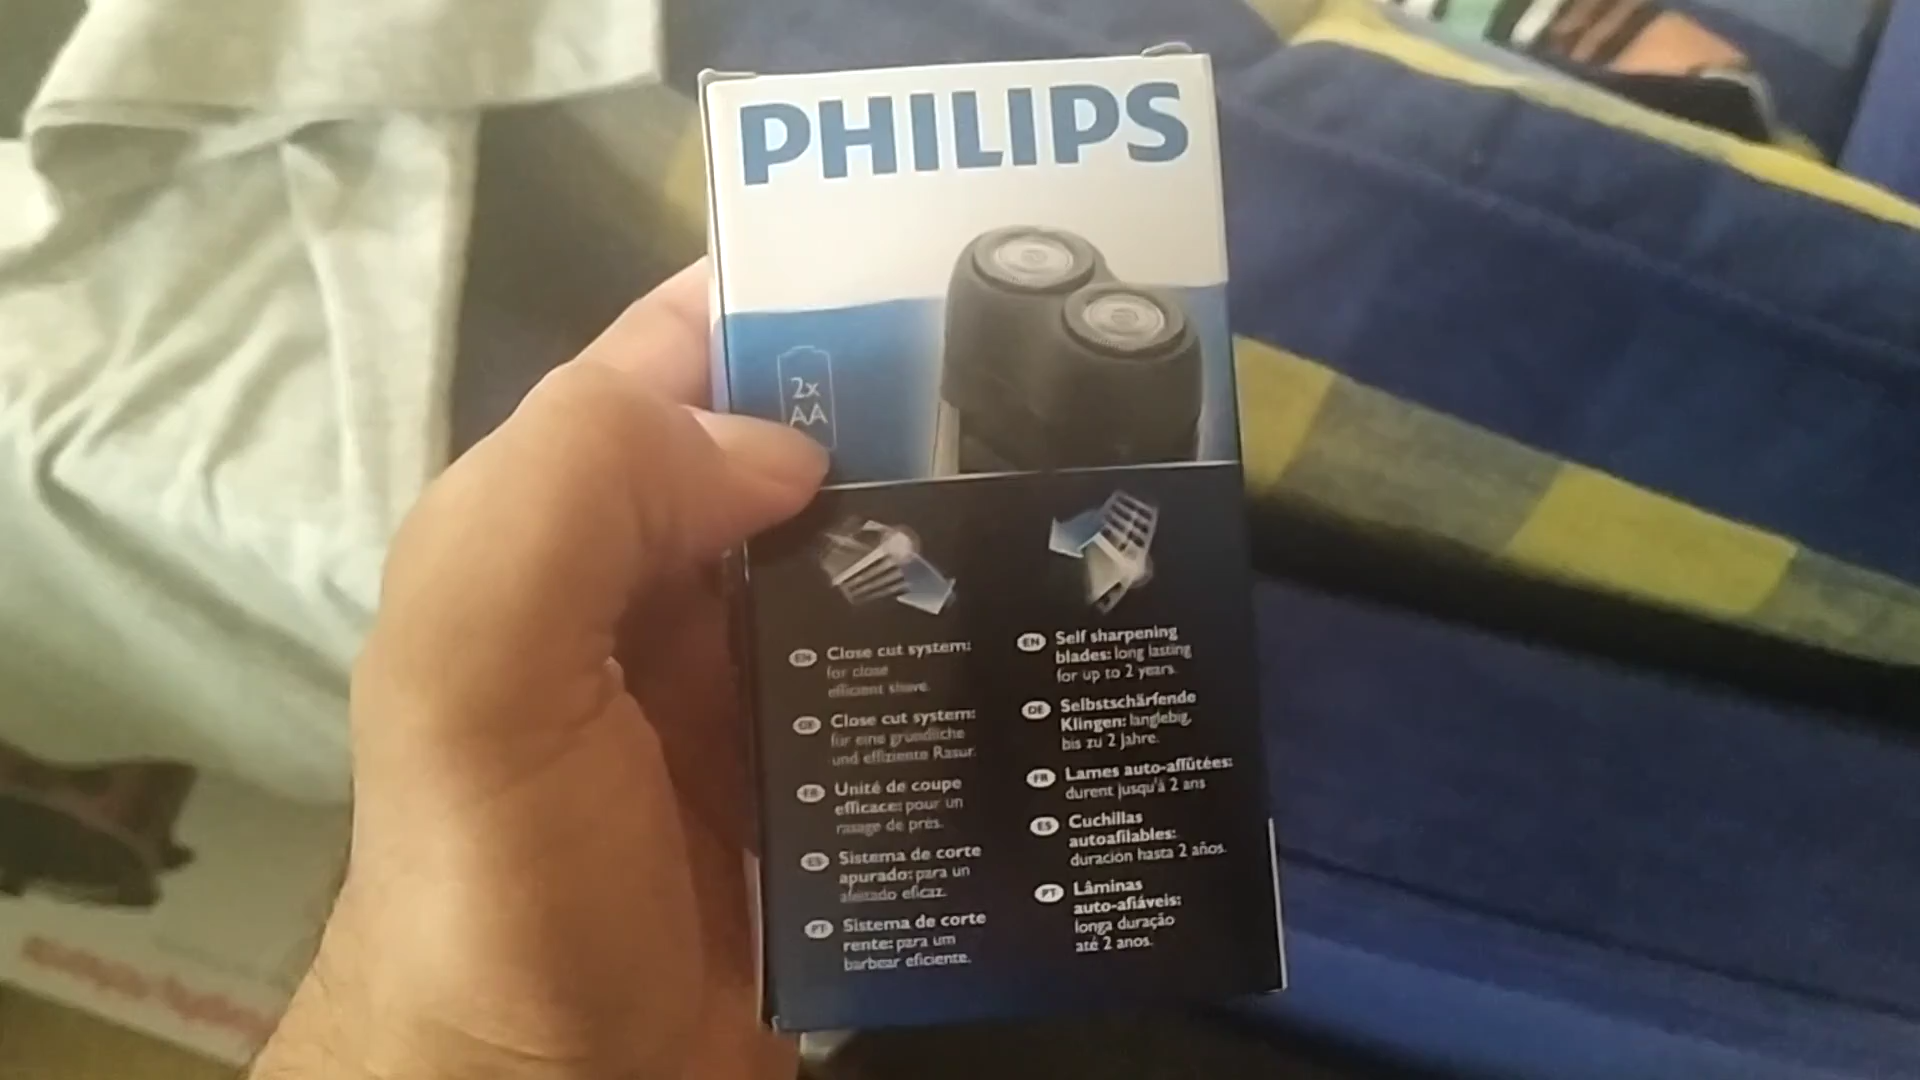 PHILIPS
2x
AA
EN Close cut system:
for close
efficient shave.
DE Close cut system:
für eine gründliche
und effiziente Rasur.
FR Unité de coupe
efficace: pour un
rasage de près.
ES Sistema de corte
apurado: para un
afeitado eficaz.
PT Sistema de corte
rente: para um
barbear eficiente.
EN Self sharpening
blades: long lasting
for up to 2 years.
DE Selbstschärfende
Klingen: langlebig,
bis zu 2 Jahre.
FR Lames auto-affûtées:
durent jusqu'à 2 ans
ES Cuchillas
autoafilables:
duración hasta 2 años.
PT Lâminas
auto-afiáveis:
longa duração
até 2 anos.